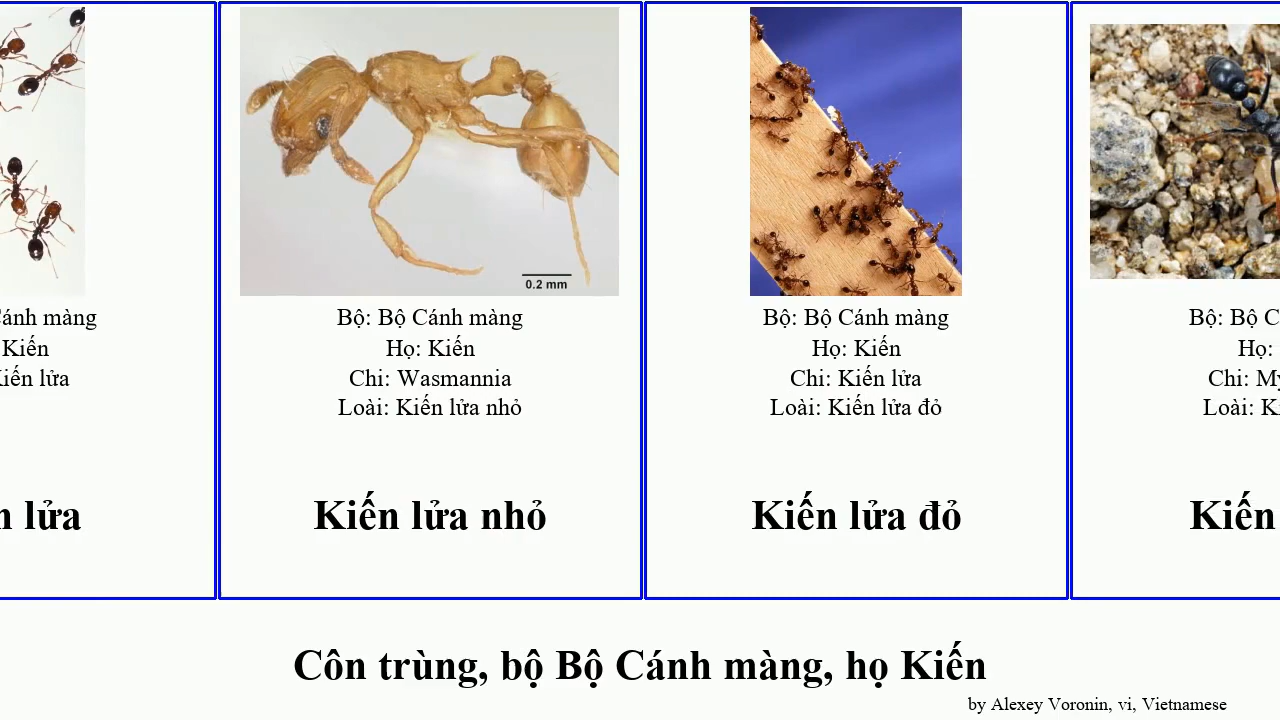 Cánh màng
Kiến
Kiến lửa
lửa
0.2 mm
Bộ: Bộ Cánh màng
Họ: Kiến
Chi: Wasmannia
Loài: Kiến lửa nhỏ
Kiến lửa nhỏ
Bộ: Bộ Cánh màng
Họ: Kiến
Chi: Kiến lửa
Loài: Kiến lửa đỏ
Kiến lửa đỏ
Bộ: Bộ
Họ:
Chi:
Loài:
Kiến
Côn trùng, bộ Bộ Cánh màng, họ Kiến
by Alexey Voronin, vi, Vietnamese